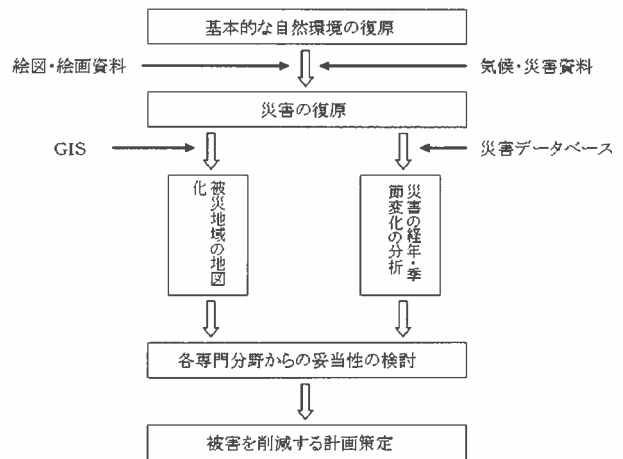 基本的な自然環境の復原
絵図・絵画資料
気候・災害資料
災害の復原
GIS
災害データベース
被災地域の地図
化
災害の経年・季
節変化の分析
各専門分野からの妥当性の検討
被害を削減する計画策定